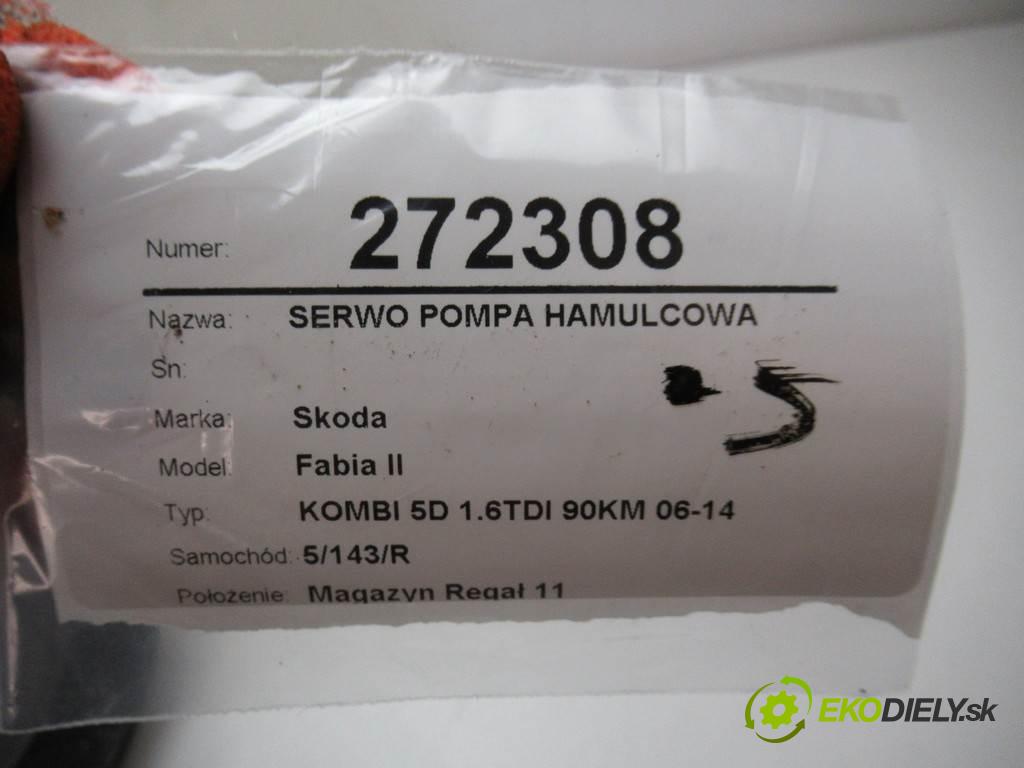 Numer: 272308
Nazwa: SERWO POMPA HAMULCOWA
Sn:
Marka: Skoda
Model: Fabia II
Typ: KOMBI 5D 1.6TDI 90KM 06-14
Samochód: 5/143/R
Położenie: Magazyn Regał 11
EKODIELY.sk